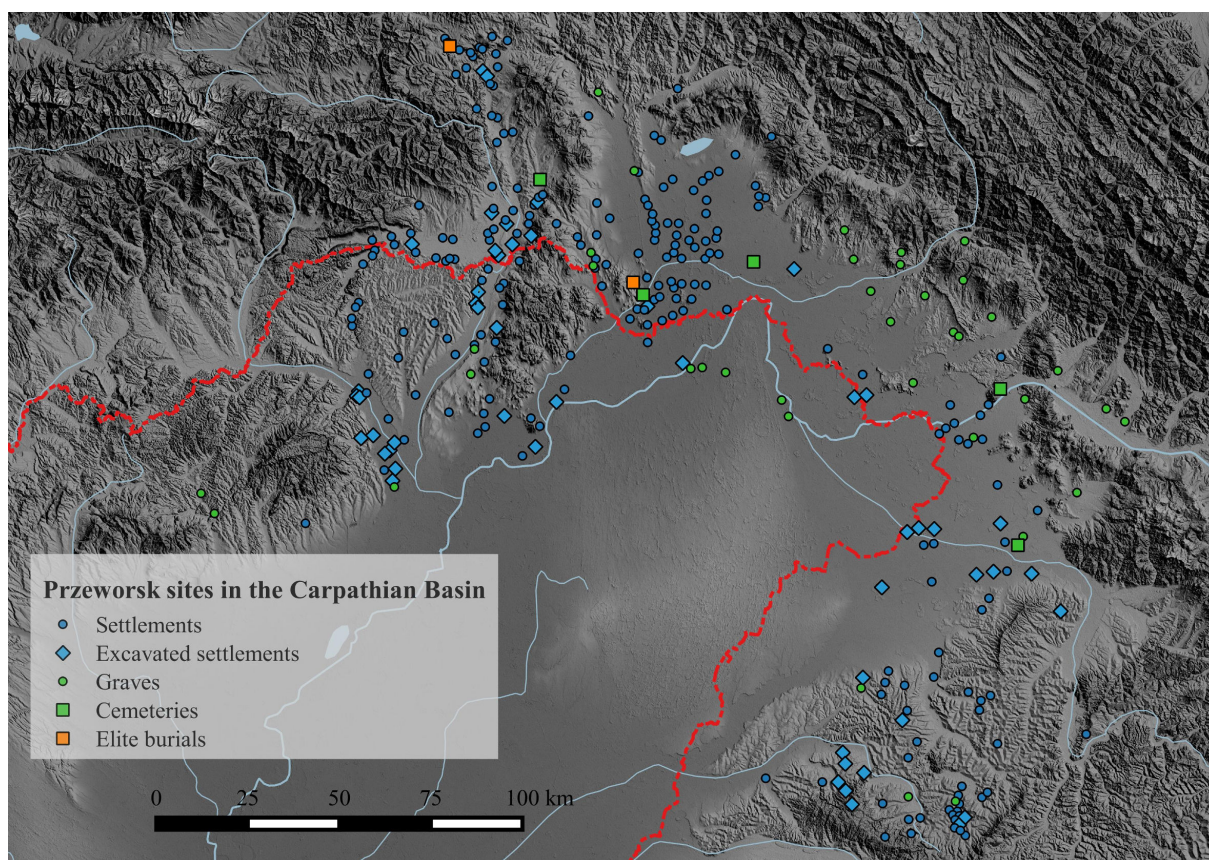 Przeworsk sites in the Carpathian Basin
Settlements
Excavated settlements
Graves
Cemeteries
Elite burials
0 25 50 75 100 km